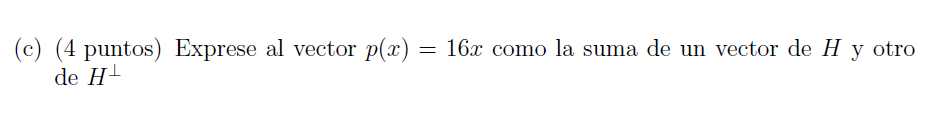 (c) (4 puntos) Exprese al vector p(x) = 16x como la suma de un vector de H y otro
de H⊥